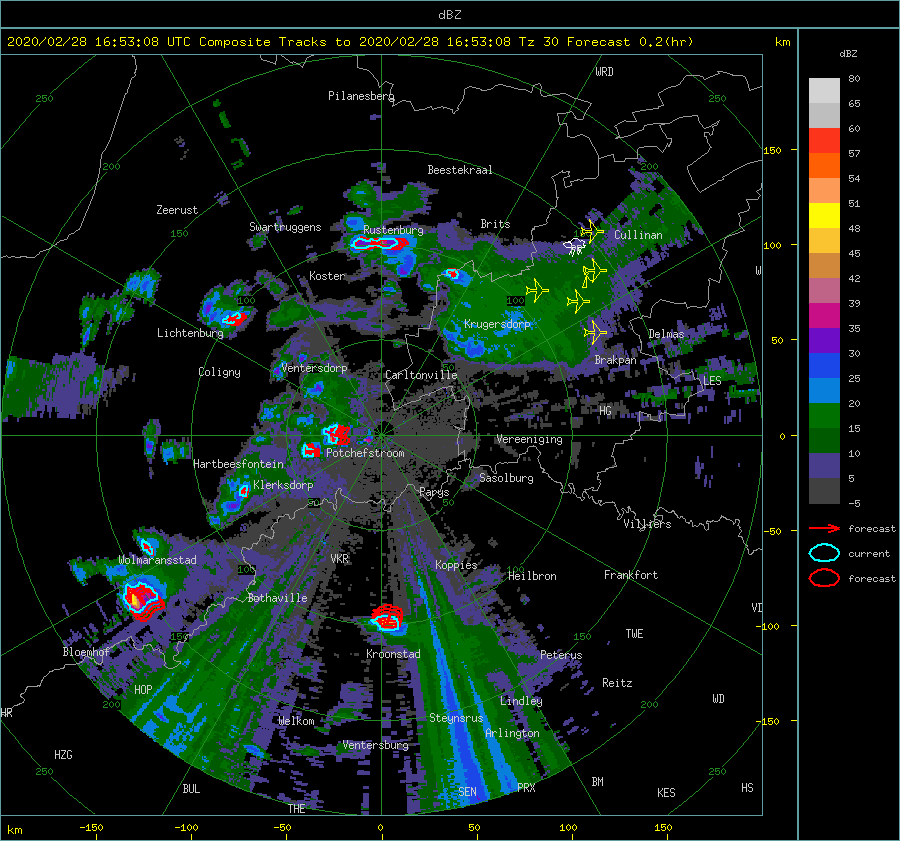 dBZ
2020/02/28 16:53:08 UTC Composite Tracks to 2020/02/28 16:53:08 Tz 30 Forecast 0.2(hr)
km
dBZ
80
65
60
57
54
51
48
45
42
39
35
30
25
20
15
10
5
-5
forecast
current
forecast
WRD
250
250
Pilanesberg
150
200
200
Beestekraal
Zeerust
Swartruggens
Rustenburg
Brits
150
Cullinan
100
Koster
W
100
100
Lichtenburg
Krugersdorp
Delmas
50
Brakpan
Coligny
Ventersdorp
Carltonville
LES
HG
0
Vereeniging
Potchefstroom
Hartbeesfontein
Klerksdorp
Sasolburg
Parys
50
50
Villiers
-50
Wolmaransstad
VKR
Koppies
100
100
Heilbron
Frankfort
Bothaville
VD
-100
150
150
TWE
Bloemhof
Kroonstad
Petrus
HOP
Reitz
WD
HR
200
200
Lindley
Welkom
Steynsrus
-150
Arlington
Ventersburg
HZG
250
250
BUL
SEN
PRX
BM
KES
HS
THE
km
-150
-100
-50
0
50
100
150